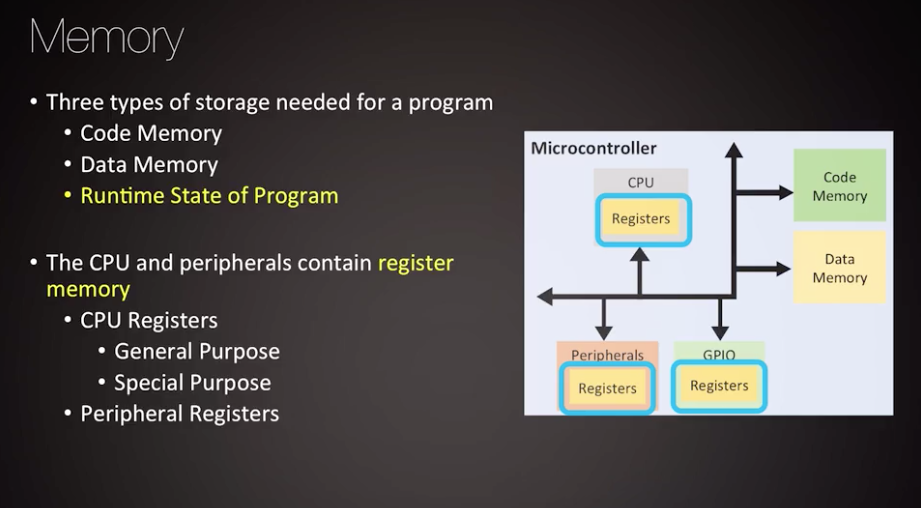 Memory
• Three types of storage needed for a program
• Code Memory
• Data Memory
• Runtime State of Program
• The CPU and peripherals contain register
memory
• CPU Registers
• General Purpose
• Special Purpose
• Peripheral Registers
Microcontroller
CPU
Registers
Code
Memory
Data
Memory
Peripherals
Registers
GPIO
Registers